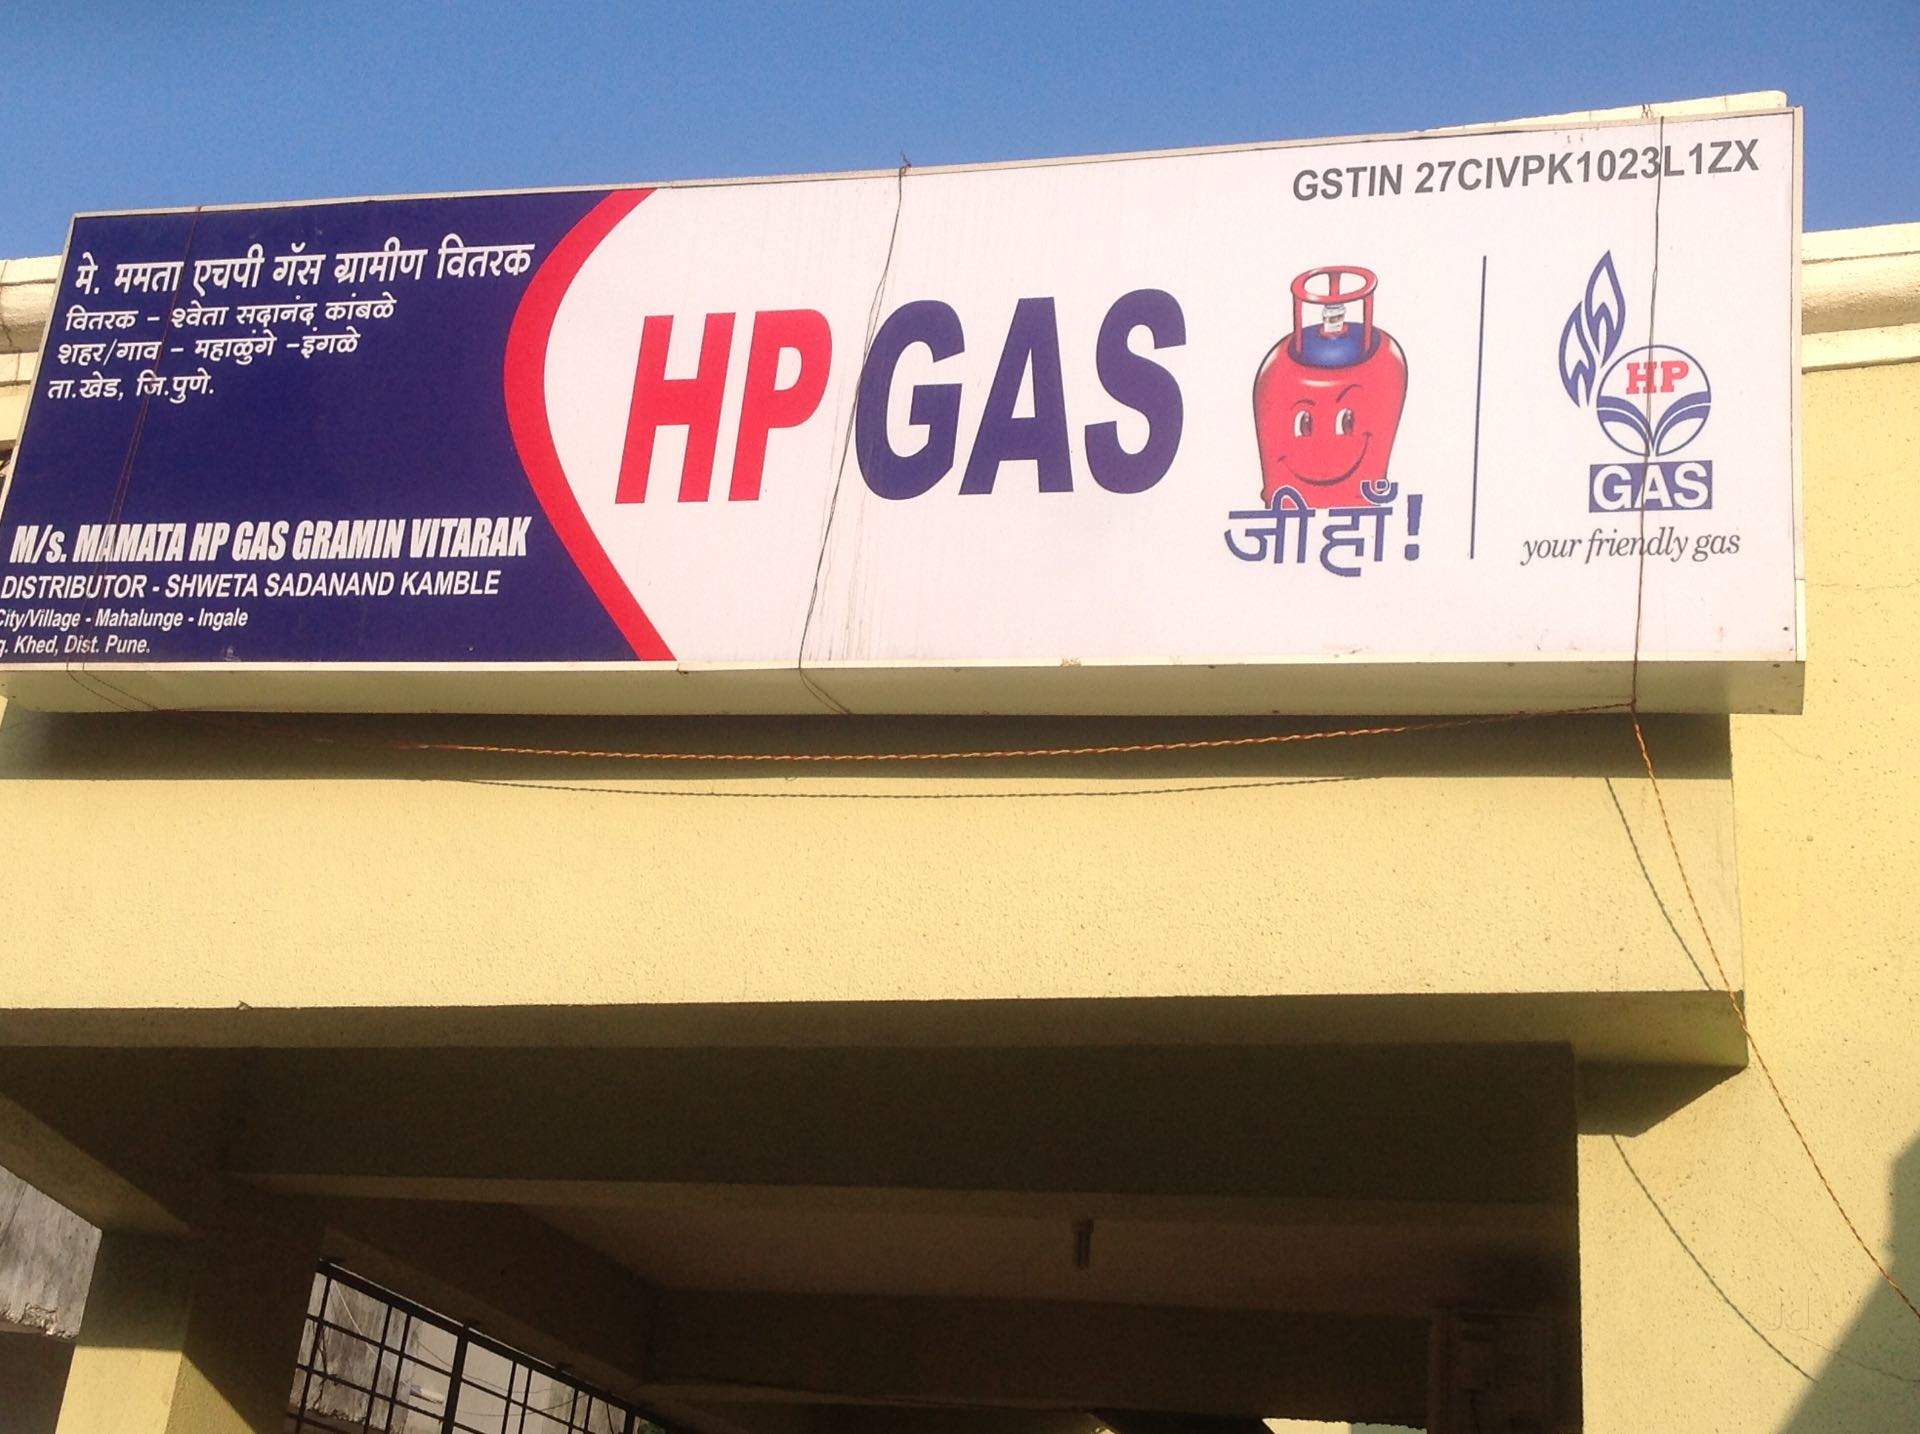 मे. ममता एचपी गॅस ग्रामीण वितरक
वितरक - श्वेता सदानंद कांबळे
शहर/गाव - महाळुंगे -इंगळे
ता.खेड, जि.पुणे.
M/s. MAMATA HP GAS GRAMIN VITARAK
DISTRIBUTOR - SHWETA SADANAND KAMBLE
City/Village - Mahalunge - Ingale
Khed, Dist. Pune.
HP GAS
जी हाँ!
GSTIN 27CIVPK1023L1ZX
HP
GAS
your friendly gas
Jd